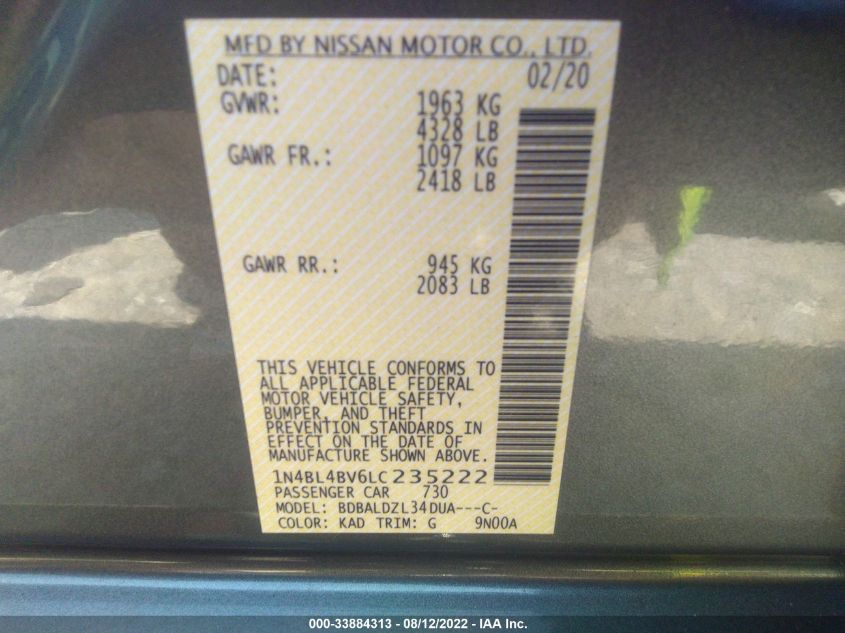 MFD BY NISSAN MOTOR CO., LTD.
DATE: 02/20
GVWR: 1963 KG
4328 LB
GAWR FR.: 1097 KG
2418 LB
GAWR RR.: 945 KG
2083 LB
THIS VEHICLE CONFORMS TO
ALL APPLICABLE FEDERAL
MOTOR VEHICLE SAFETY,
BUMPER, AND THEFT
PREVENTION STANDARDS IN
EFFECT ON THE DATE OF
MANUFACTURE SHOWN ABOVE.
1N4BL4BV6LC235222
PASSENGER CAR 730
MODEL: BDBALDZL34DUA---C-
COLOR: KAD TRIM: G 9N00A
000-33884313 - 08/12/2022 - IAA Inc.